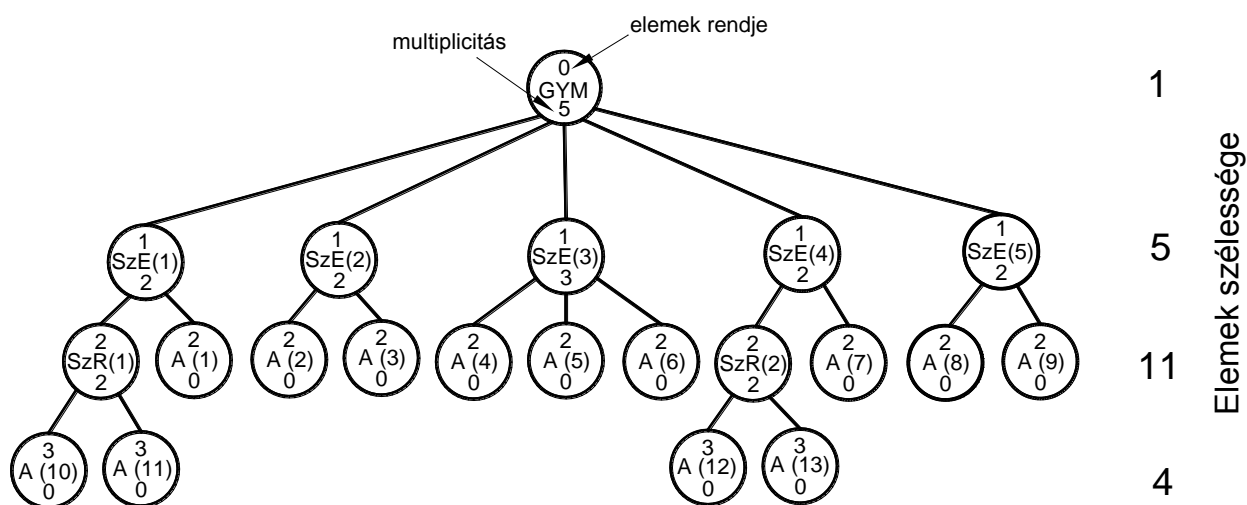 elemek rendje
multiplicitás
0
GYM
5
1
1
SzE(1)
2
1
SzE(2)
2
1
SzE(3)
3
1
SzE(4)
2
1
SzE(5)
2
5
2
SzR(1)
2
2
A (1)
0
2
A (2)
0
2
A (3)
0
2
A (4)
0
2
A (5)
0
2
A (6)
0
2
SzR(2)
2
2
A (7)
0
2
A (8)
0
2
A (9)
0
11
3
A (10)
0
3
A (11)
0
3
A (12)
0
3
A (13)
0
4
Elemek szélessége